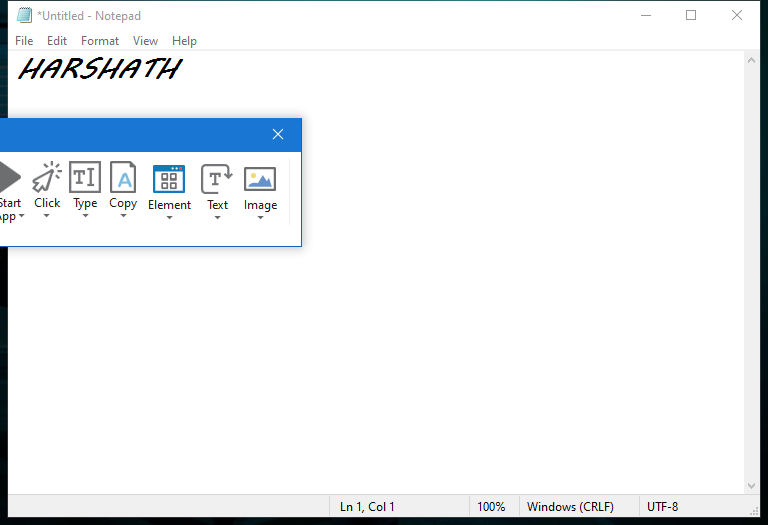 *Untitled - Notepad
File Edit Format View Help
HARSHATH
Start App Click Type Copy Element Text Image
Ln 1, Col 1 100% Windows (CRLF) UTF-8